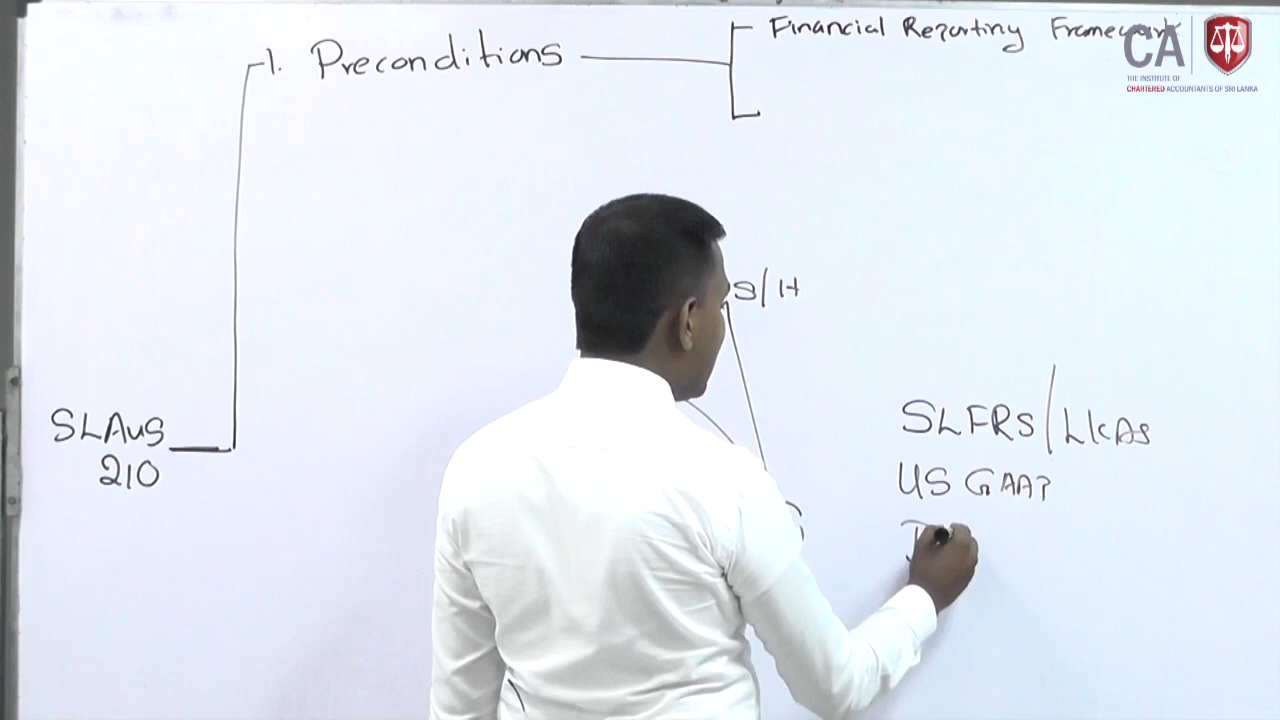 1. Preconditions
Financial Reporting Framework
CA
THE INSTITUTE OF
CHARTERED ACCOUNTANTS OF SRI LANKA
S/H
SLAuS
210
SLFRS/LKAS
US GAAP